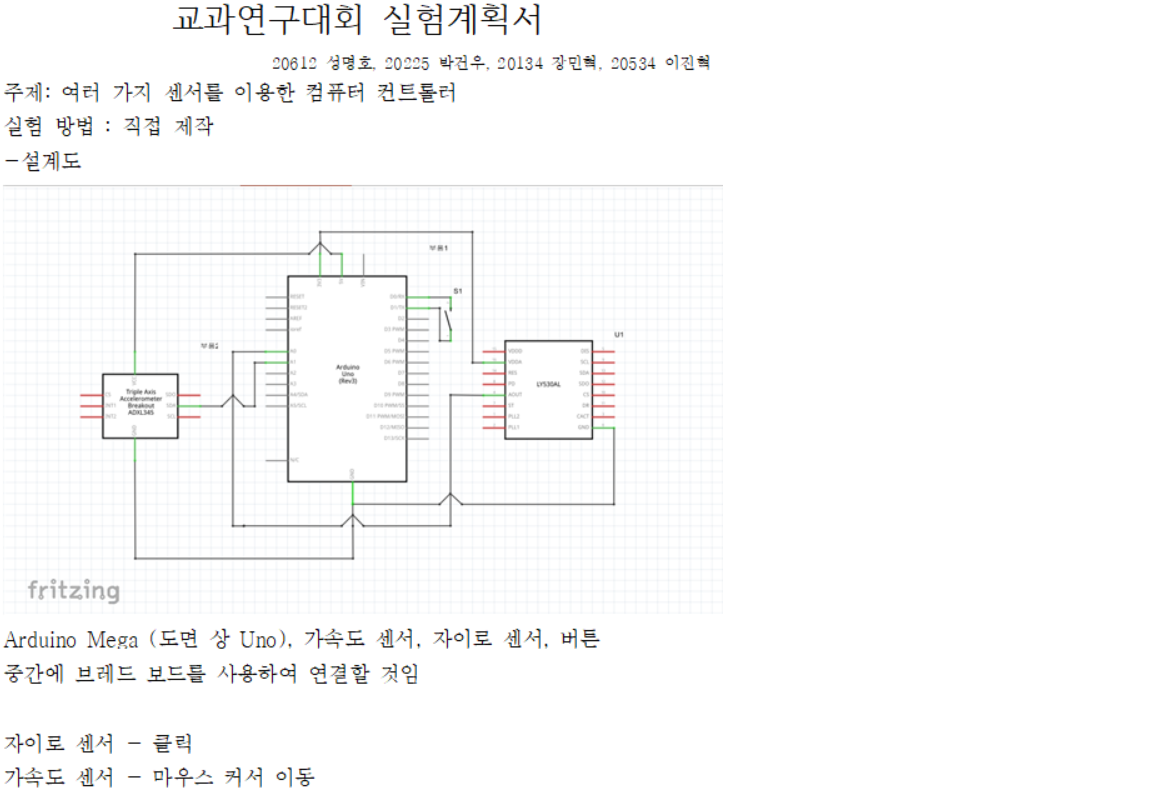 교과연구대회 실험계획서
20612 성명호, 20225 박건우, 20134 장민혁, 20534 이진혁
주제: 여러 가지 센서를 이용한 컴퓨터 컨트롤러
실험 방법 : 직접 제작
-설계도
부품1
S1
U1
부품2
RESET
D0/RX
D1/TX
D2
D3 PWM
D4
D5 PWM
D6 PWM
D7
D8
D9 PWM
D10 PWM/SS
D11 PWM/MOSI
D12/MISO
D13/SCK
A0
A1
A2
A3
A4/SDA
A5/SCL
N/C
GND
Arduino
Uno
(Rev3)
Triple Axis
Accelerometer
Breakout
ADXL345
LY530AL
fritzing
Arduino Mega (도면 상 Uno), 가속도 센서, 자이로 센서, 버튼
중간에 브레드 보드를 사용하여 연결할 것임
자이로 센서 - 클릭
가속도 센서 - 마우스 커서 이동